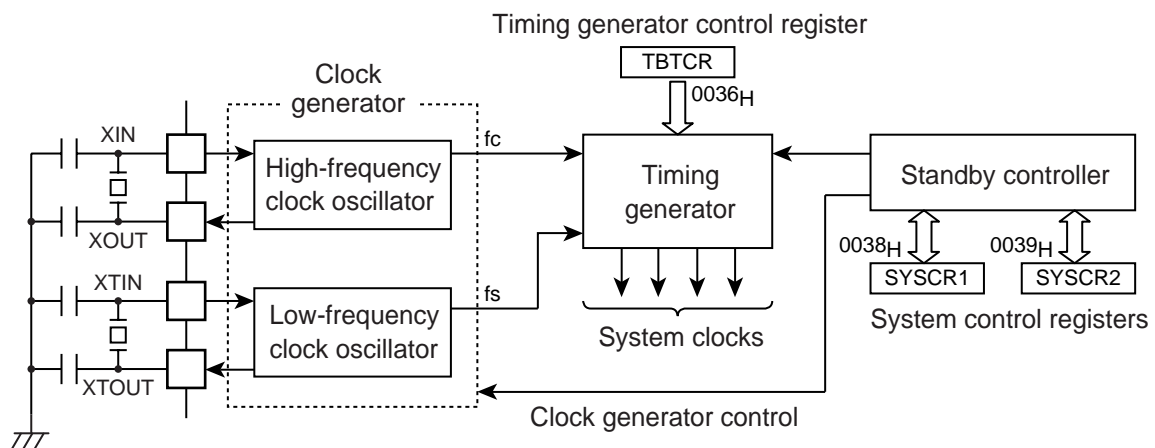 Timing generator control register
TBTCR
0036H
Clock
generator
XIN
fc
High-frequency
clock oscillator
Timing
generator
Standby controller
XOUT
0038H
0039H
XTIN
fs
SYSCR1
SYSCR2
Low-frequency
clock oscillator
System clocks
System control registers
XTOUT
Clock generator control